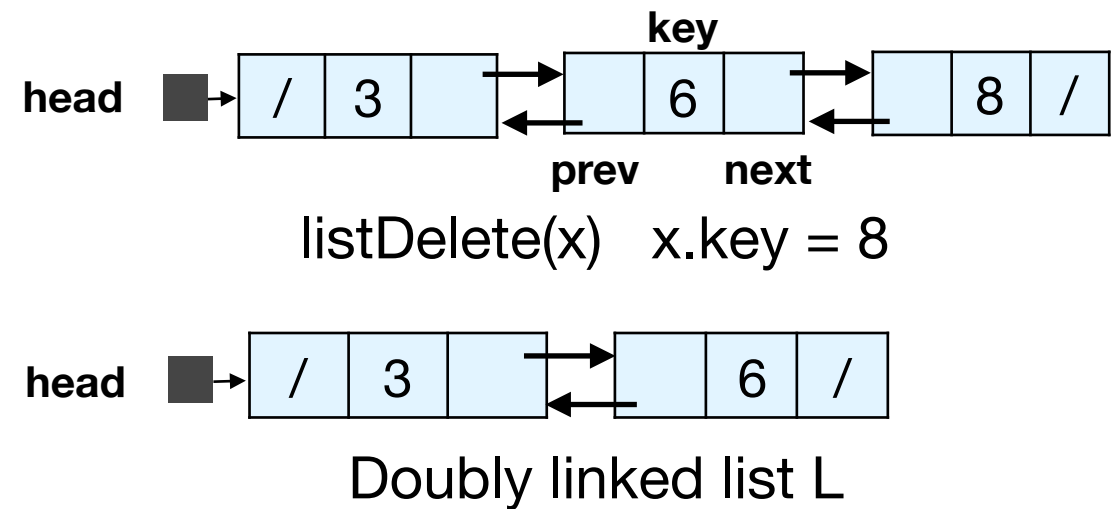 key
head / 3 6 8 /
prev next
listDelete(x) x.key = 8
head / 3 6 /
Doubly linked list L